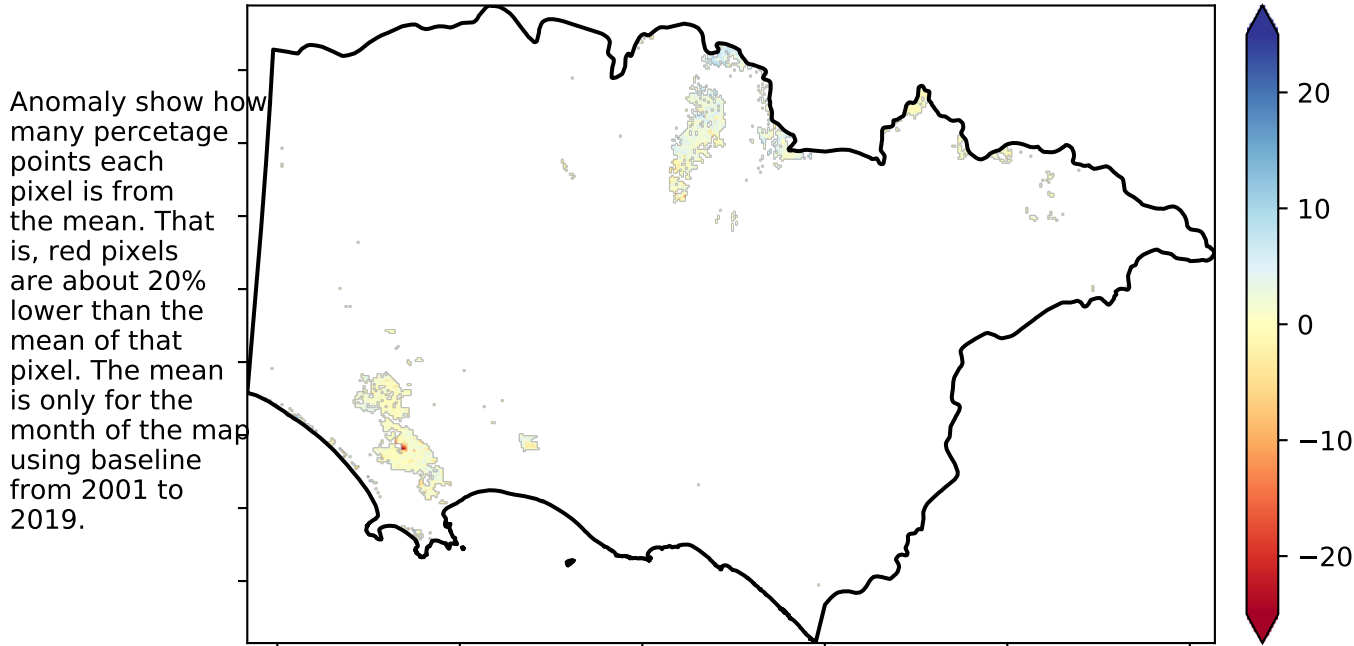 Anomaly show how
many percetage
points each
pixel is from
the mean. That
is, red pixels
are about 20%
lower than the
mean of that
pixel. The mean
is only for the
month of the map
using baseline
from 2001 to
2019.
20
10
0
−10
−20